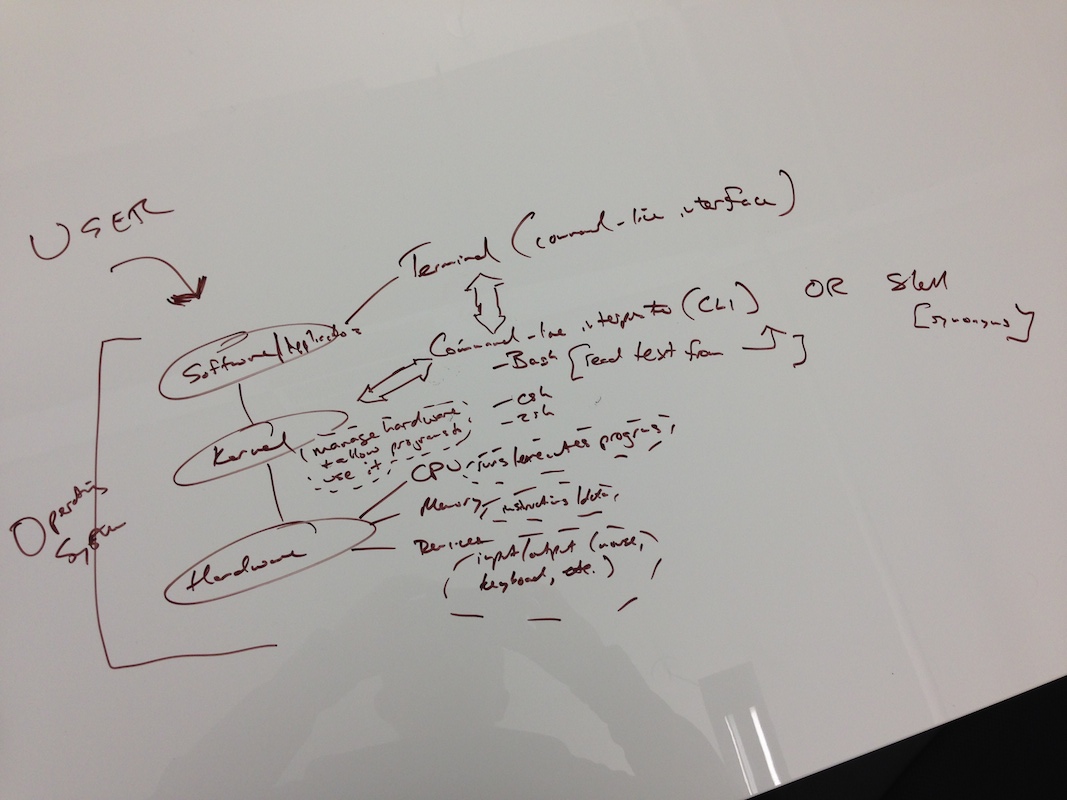 USER
Terminal (command-line interface)
Software/Application
Command-line interpreter (CLI) OR Shell
[synonyms]
- Bash [read text from ]
- csh
- zsh
Kernel (manage hardware
+ allow programs to
use it)
CPU - runs/executes programs
Memory - instructions/data
Devices
input/output (mouse,
keyboard, etc.)
Hardware
Operating
System